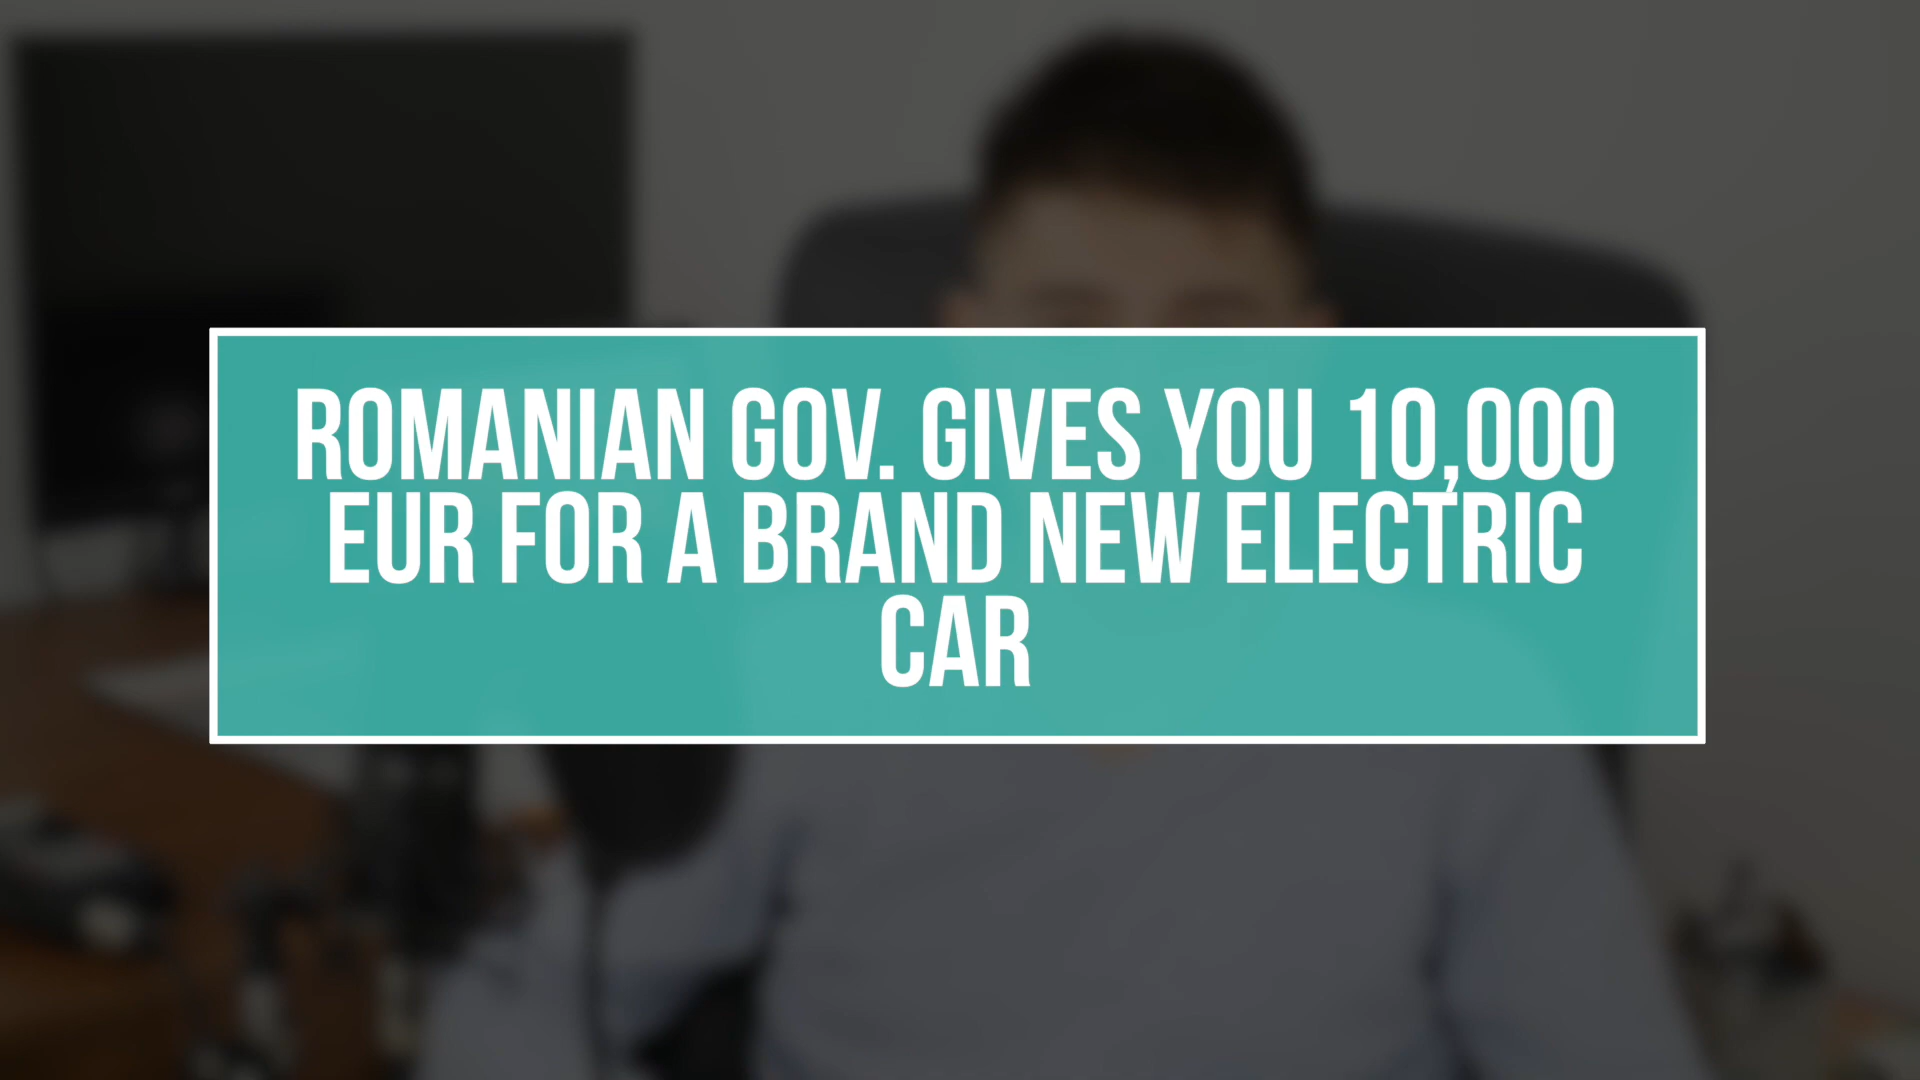 ROMANIAN GOV. GIVES YOU 10,000
EUR FOR A BRAND NEW ELECTRIC
CAR